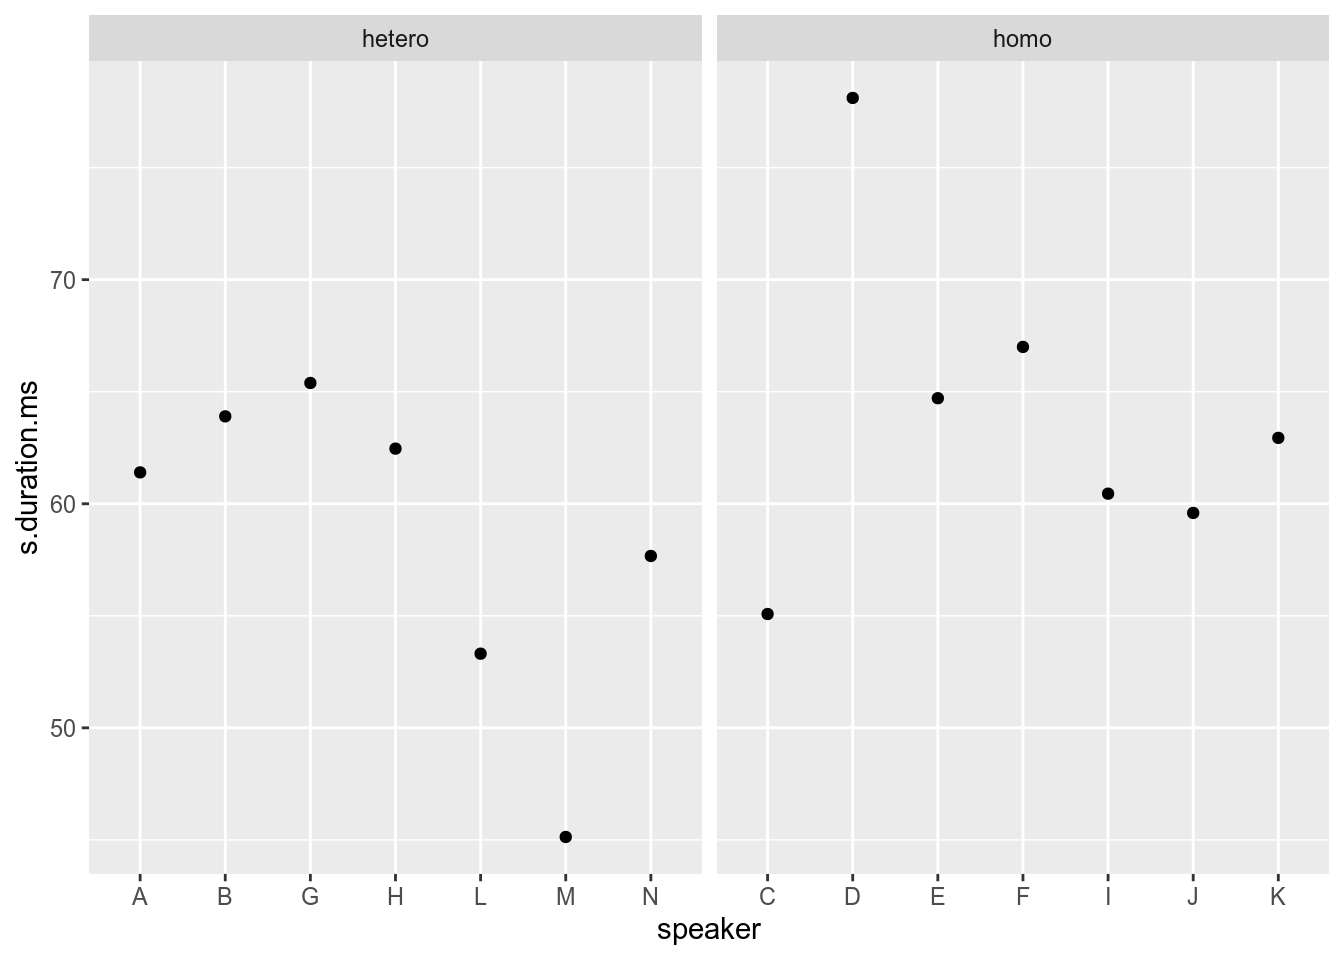 hetero homo
s.duration.ms
70
60
50
A B G H L M N C D E F I J K
speaker